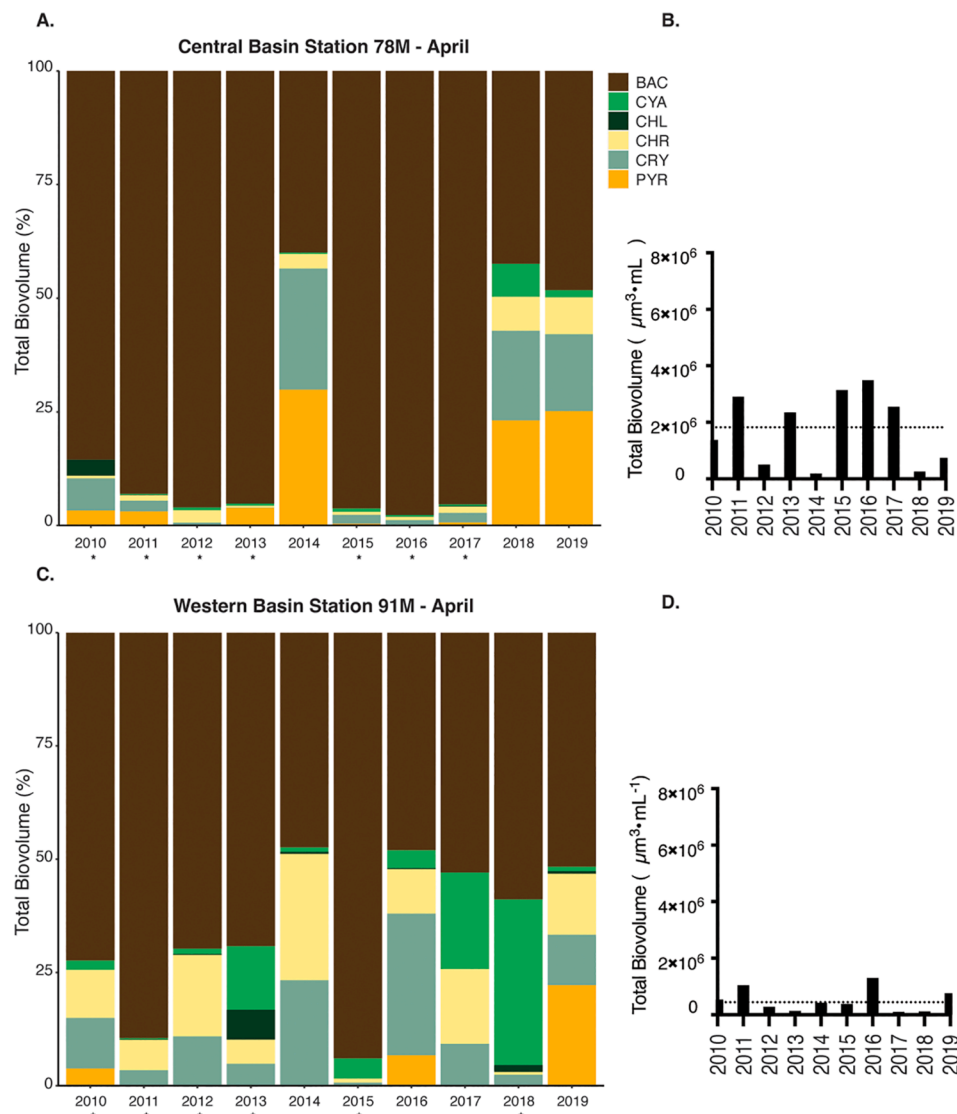 A.
Central Basin Station 78M - April
Total Biovolume (%)
100
75
50
25
0
2010 2011 2012 2013 2014 2015 2016 2017 2018 2019
* * * * * * *
BAC
CYA
CHL
CHR
CRY
PYR
B.
Total Biovolume ( µm³•mL )
8×10⁶
6×10⁶
4×10⁶
2×10⁶
0
2010 2011 2012 2013 2014 2015 2016 2017 2018 2019
C.
Western Basin Station 91M - April
Total Biovolume (%)
100
75
50
25
0
2010 2011 2012 2013 2014 2015 2016 2017 2018 2019
* * * * * *
D.
Total Biovolume ( µm³•mL⁻¹)
8×10⁶
6×10⁶
4×10⁶
2×10⁶
0
2010 2011 2012 2013 2014 2015 2016 2017 2018 2019